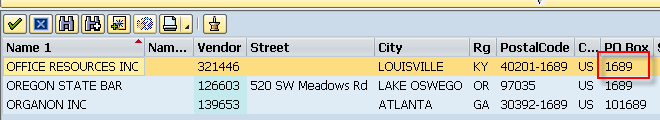 Name 1 Nam... Vendor Street City Rg PostalCode C... PO Box
OFFICE RESOURCES INC 321446 LOUISVILLE KY 40201-1689 US 1689
OREGON STATE BAR 126603 520 SW Meadows Rd LAKE OSWEGO OR 97035 US 1689
ORGANON INC 139653 ATLANTA GA 30392-1689 US 101689